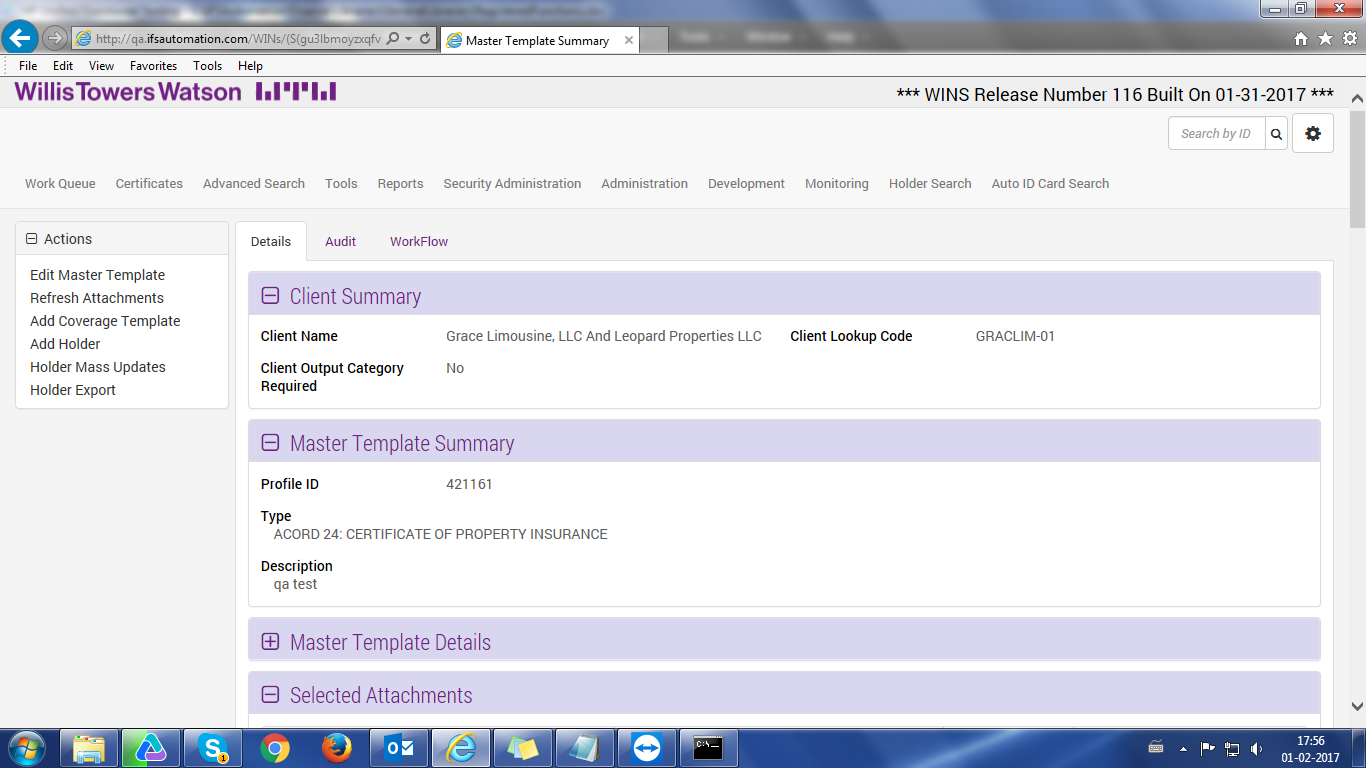 http://qa.ifsautomation.com/WINs/(S(gu3lbmoyzxqfv
Master Template Summary
File Edit View Favorites Tools Help
Willis Towers Watson
*** WINS Release Number 116 Built On 01-31-2017 ***
Search by ID
Work Queue Certificates Advanced Search Tools Reports Security Administration Administration Development Monitoring Holder Search Auto ID Card Search
Actions
Edit Master Template
Refresh Attachments
Add Coverage Template
Add Holder
Holder Mass Updates
Holder Export
Details Audit WorkFlow
Client Summary
Client Name Grace Limousine, LLC And Leopard Properties LLC Client Lookup Code GRACLIM-01
Client Output Category No
Required
Master Template Summary
Profile ID 421161
Type
ACORD 24: CERTIFICATE OF PROPERTY INSURANCE
Description
qa test
Master Template Details
Selected Attachments
17:56
01-02-2017